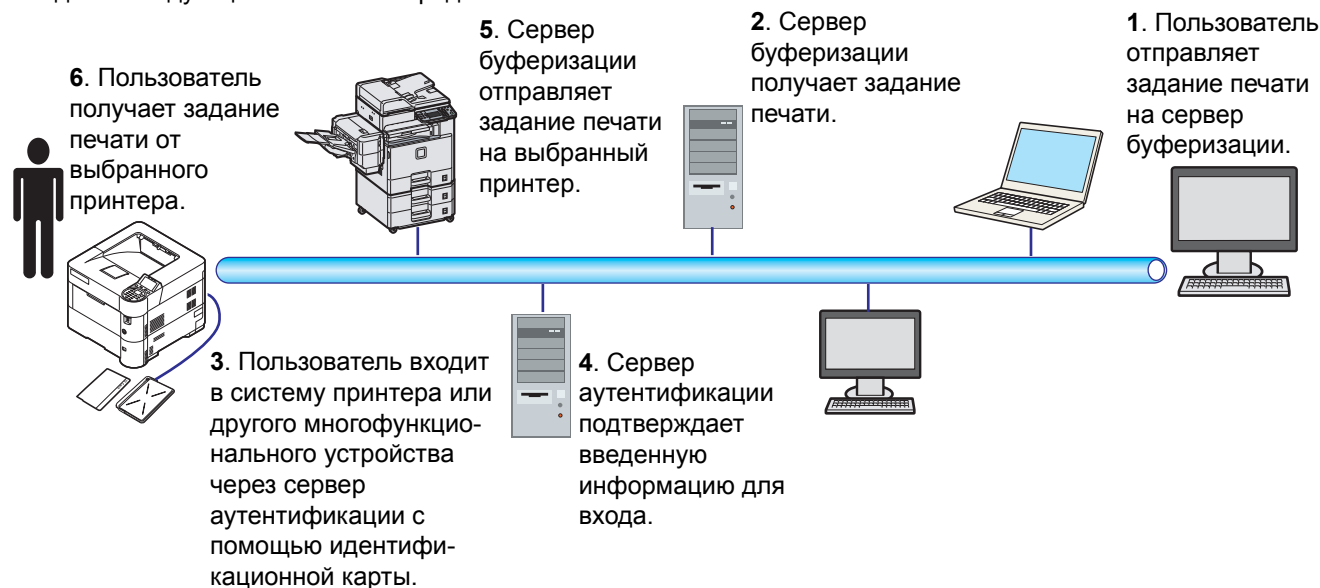 1. Пользователь
отправляет
задание печати
на сервер
буферизации.
2. Сервер
буферизации
получает задание
печати.
3. Пользователь входит
в систему принтера или
другого многофункцио-
нального устройства
через сервер
аутентификации с
помощью идентифи-
кационной карты.
4. Сервер
аутентификации
подтверждает
введенную
информацию для
входа.
5. Сервер
буферизации
отправляет
задание печати
на выбранный
принтер.
6. Пользователь
получает задание
печати от
выбранного
принтера.